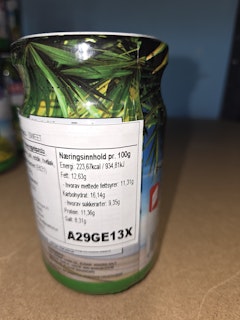 Næringsinnhold pr. 100g
Energi: 223,67kcal / 934,81kJ
Fett: 12,63g
- hvorav mettede fettsyrer: 11,31g
Karbohydrat: 16,14g
- hvorav sukkerarter: 9,35g
Protein: 11,36g
Salt: 8,31g
A29GE13X